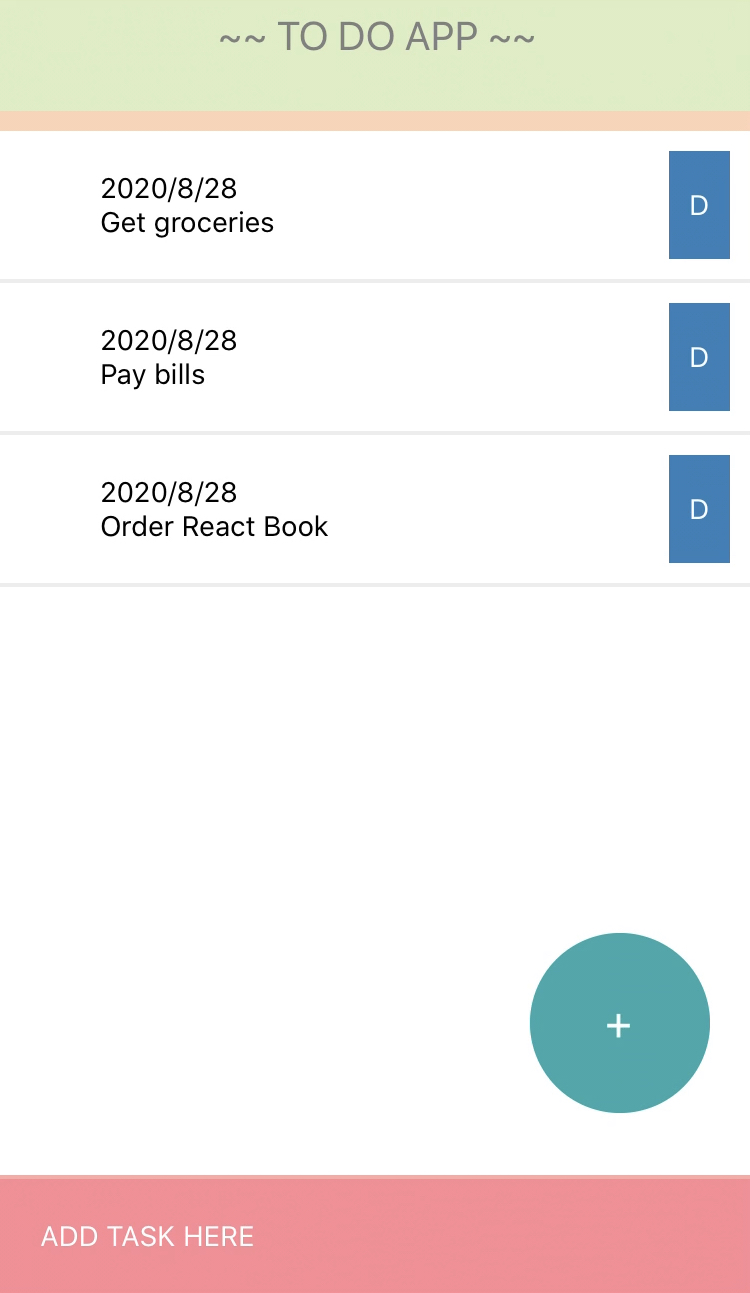 ~~ TO DO APP ~~
2020/8/28
Get groceries
D
2020/8/28
Pay bills
D
2020/8/28
Order React Book
D
+
ADD TASK HERE